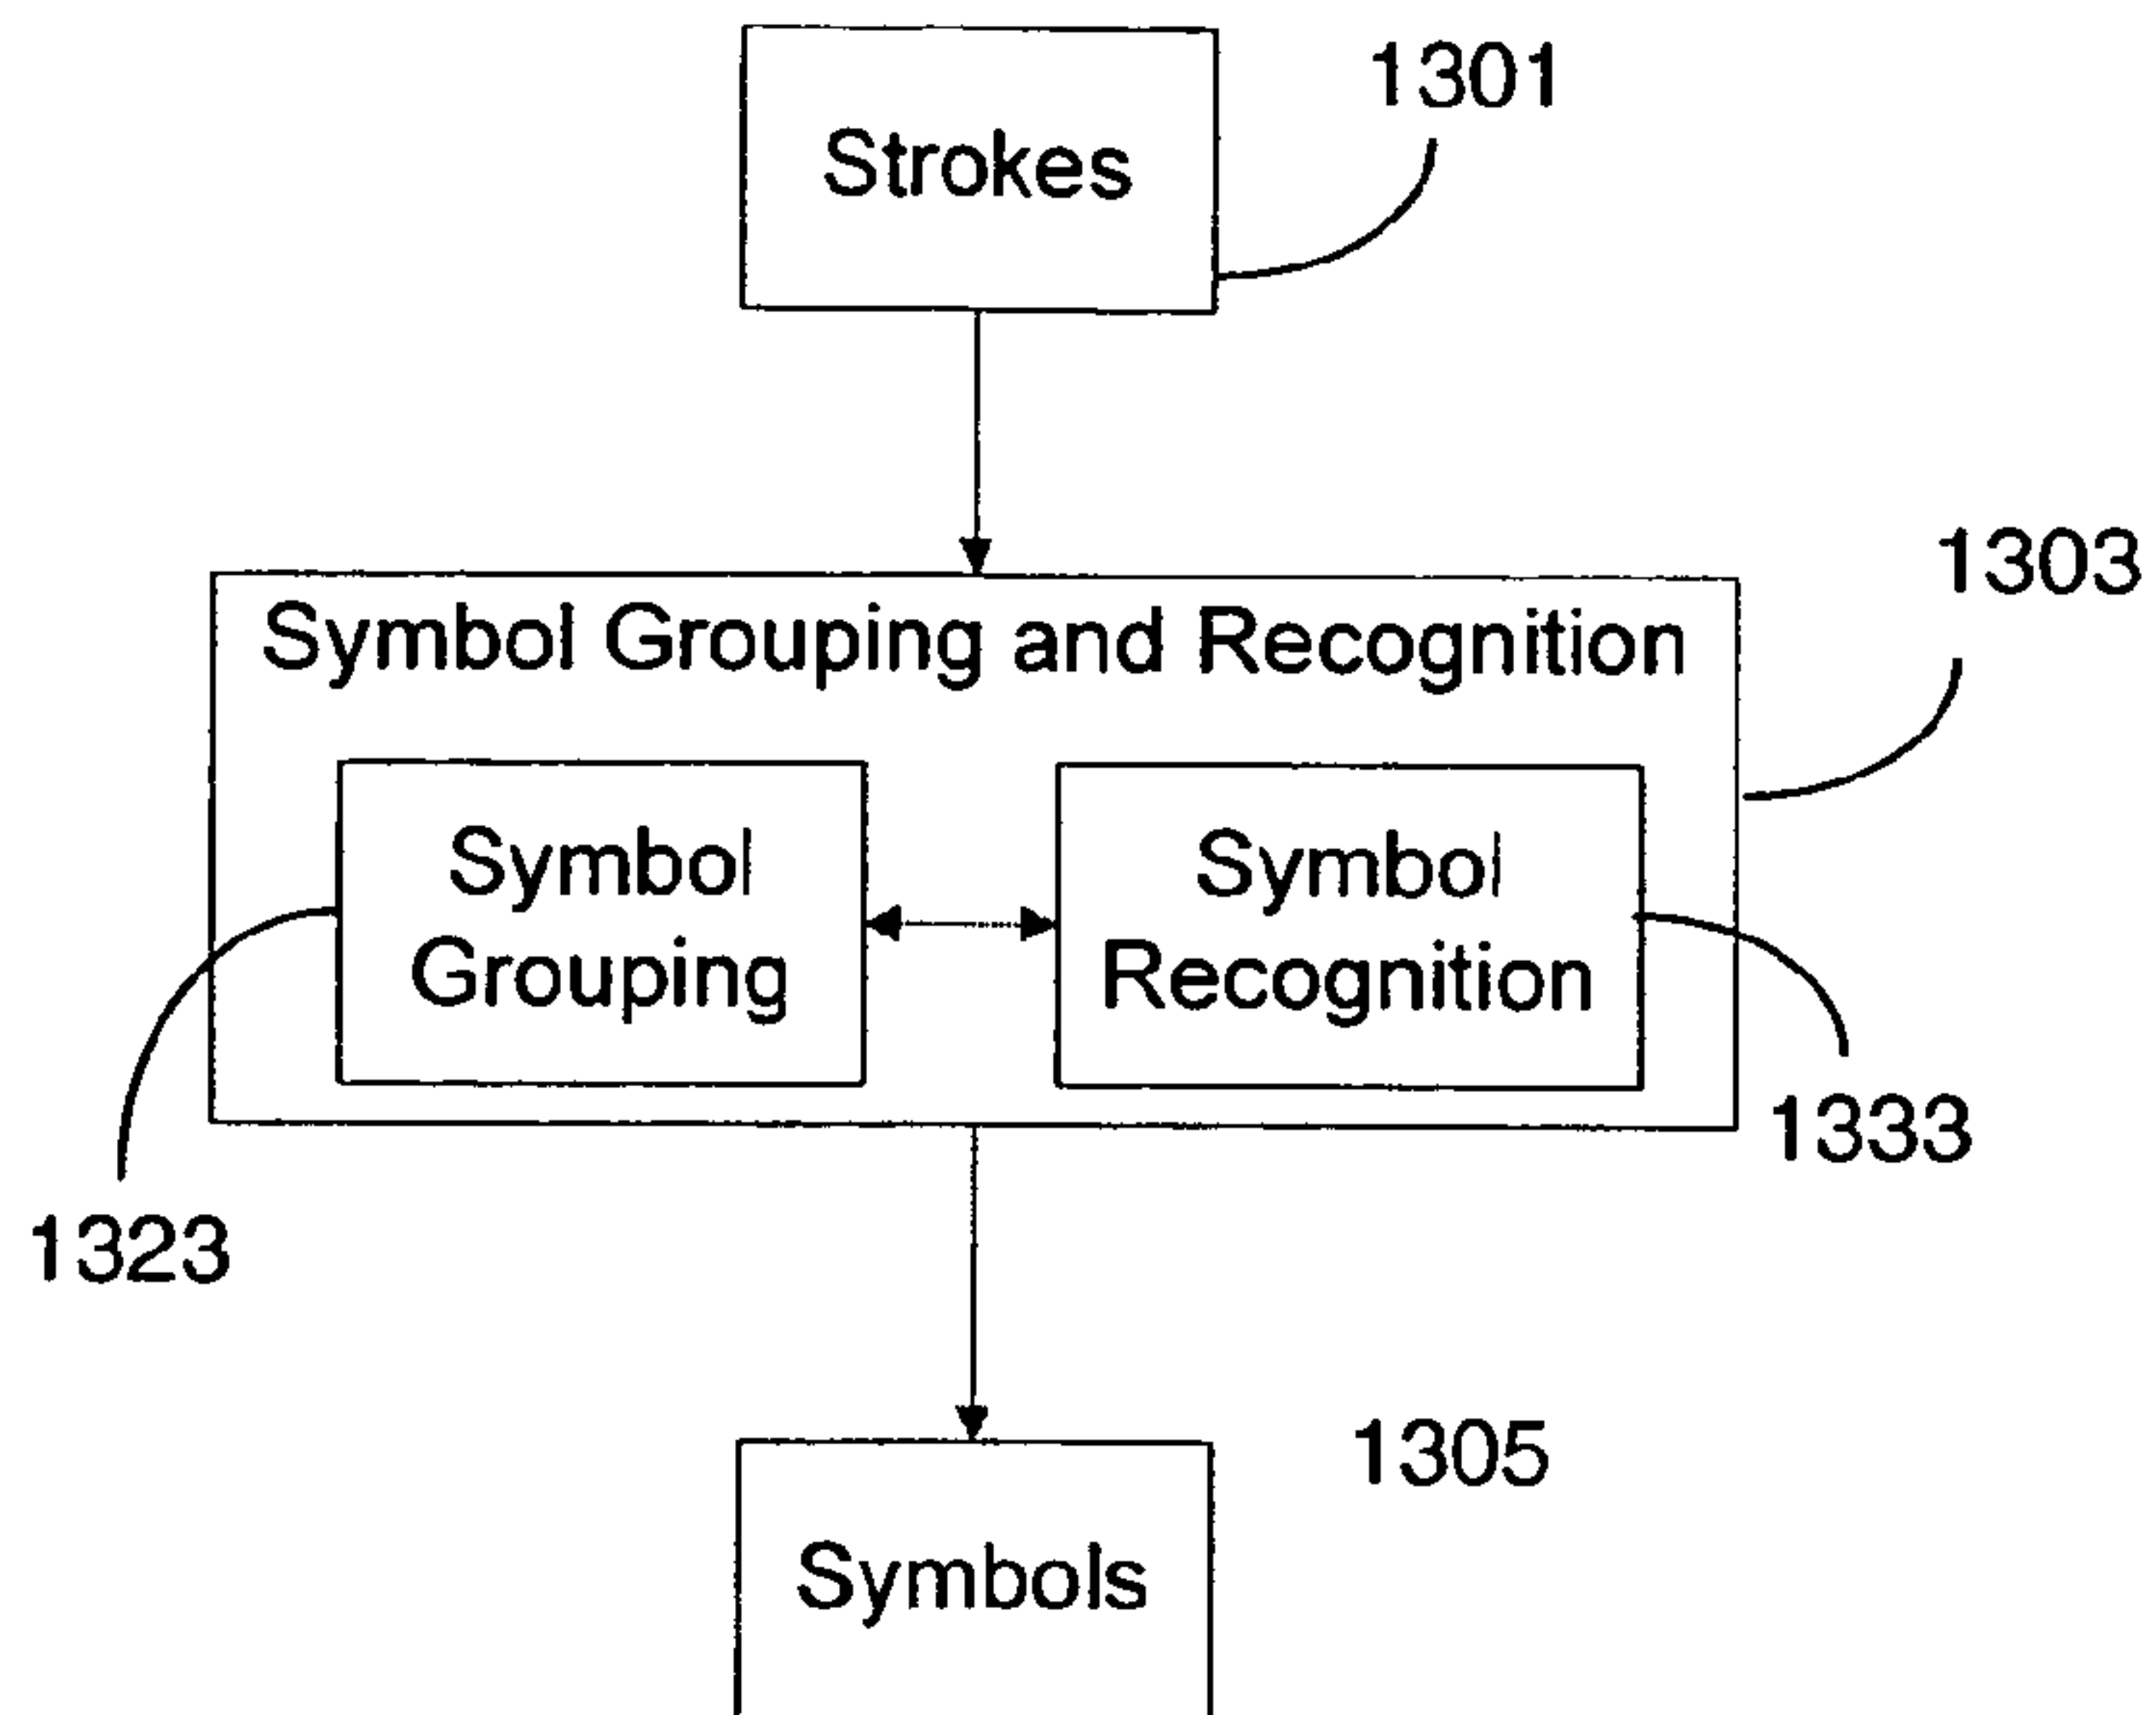 Strokes
1301
1303
Symbol Grouping and Recognition
Symbol
Grouping
Symbol
Recognition
1333
1323
1305
Symbols